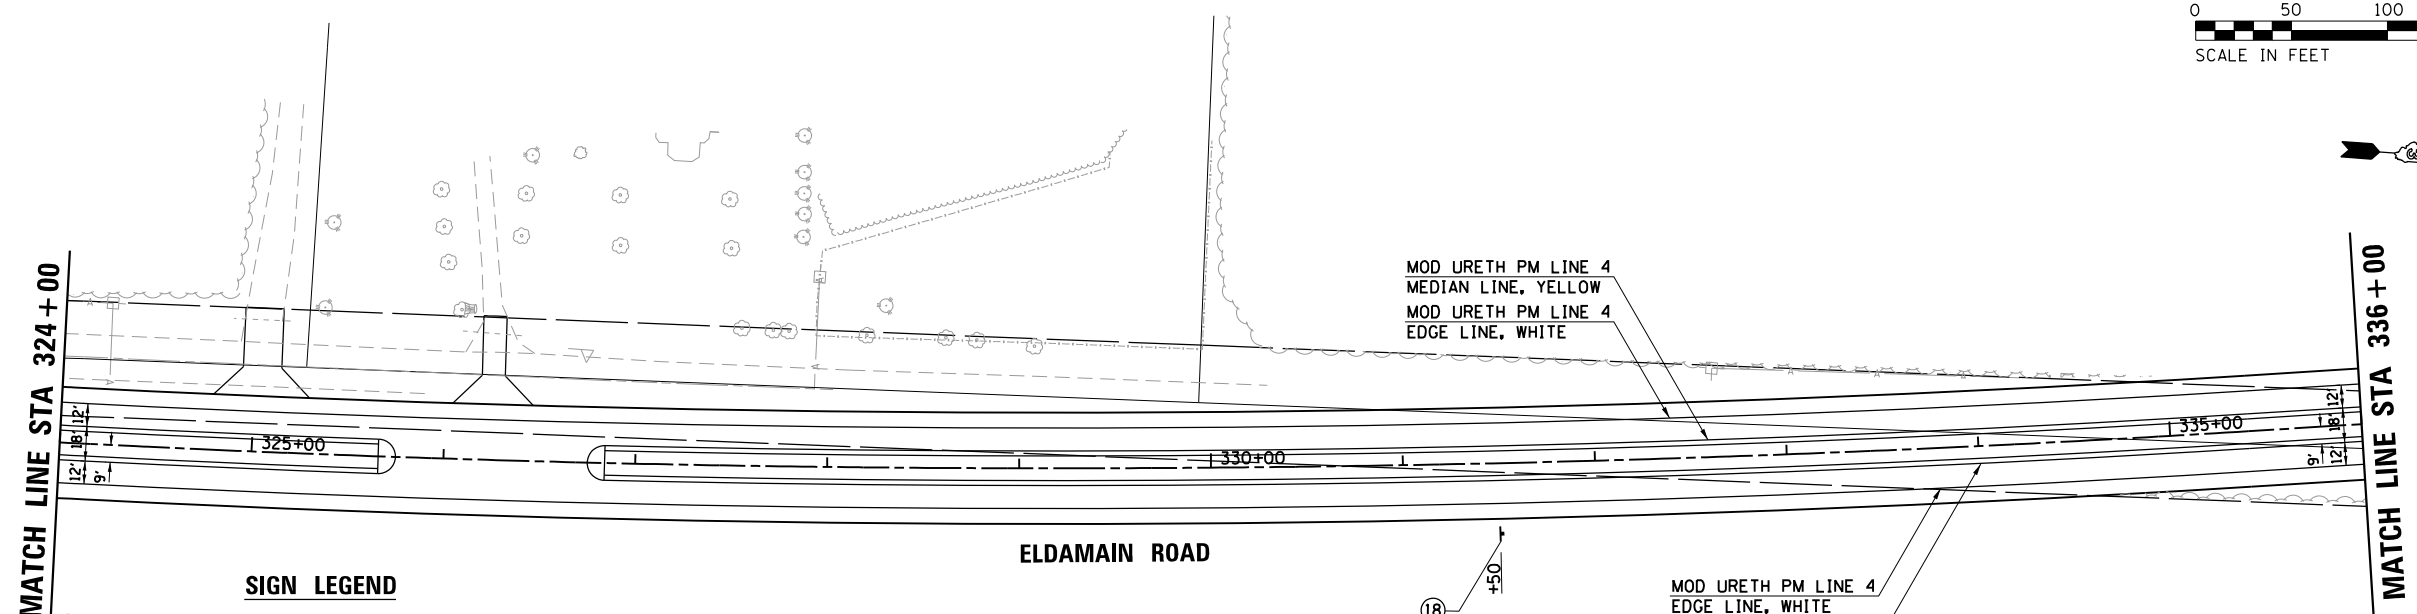 0 50 100
SCALE IN FEET
MATCH LINE STA 324+00
MATCH LINE STA 336+00
MOD URETH PM LINE 4
MEDIAN LINE, YELLOW
MOD URETH PM LINE 4
EDGE LINE, WHITE
12'
18'
12'
9'
325+00
330+00
335+00
12'
18'
12'
9'
ELDAMAIN ROAD
SIGN LEGEND
+50
18
MOD URETH PM LINE 4
EDGE LINE, WHITE